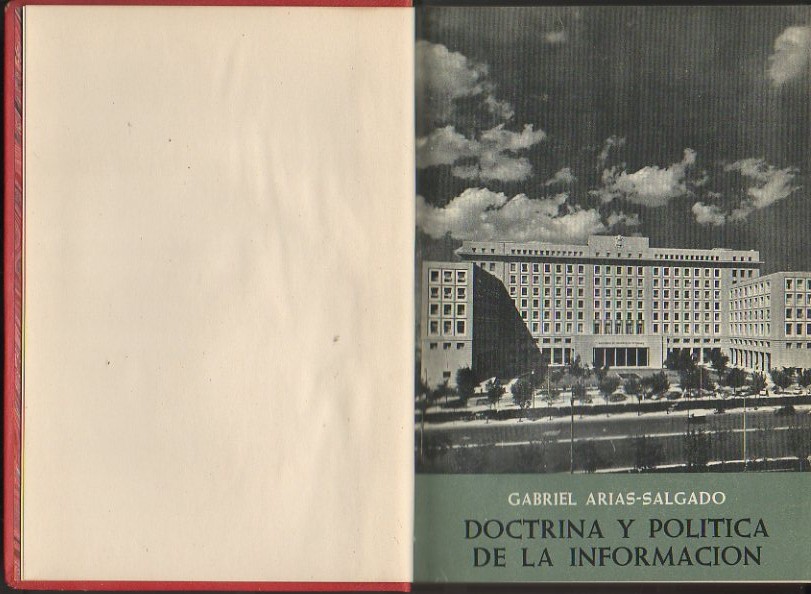 GABRIEL ARIAS-SALGADO
DOCTRINA Y POLITICA
DE LA INFORMACION